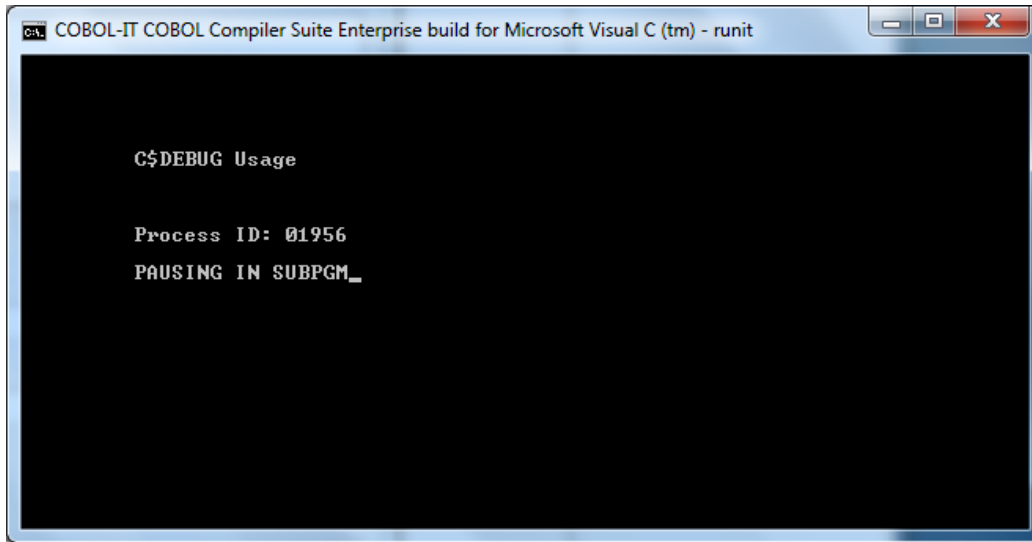 COBOL-IT COBOL Compiler Suite Enterprise build for Microsoft Visual C (tm) - runit
C$DEBUG Usage
Process ID: 01956
PAUSING IN SUBPGM_